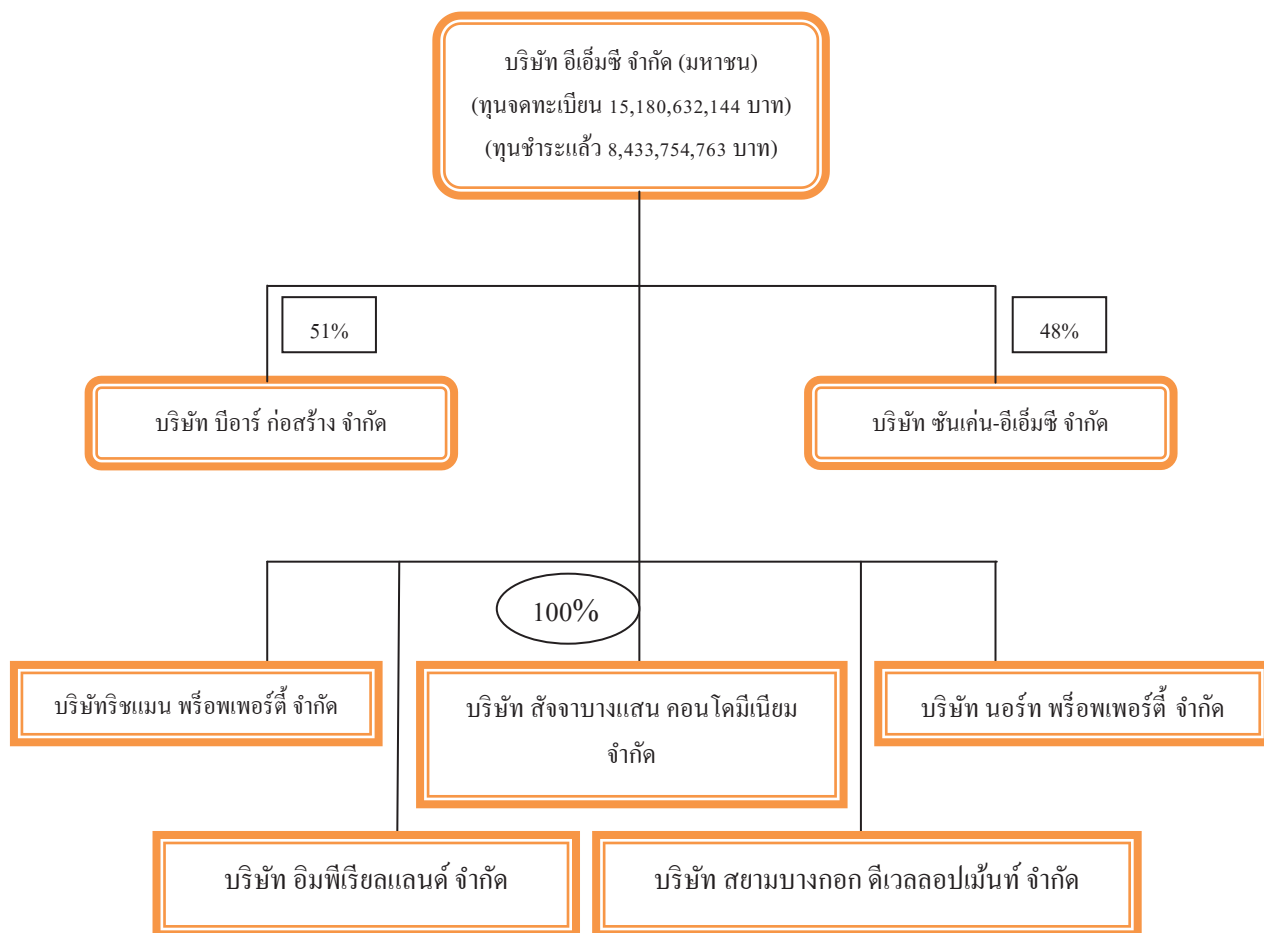 บริษัท อีเอ็มซี จำกัด (มหาชน)
(ทุนจดทะเบียน 15,180,632,144 บาท)
(ทุนชำระแล้ว 8,433,754,763 บาท)
51%
48%
บริษัท บีอาร์ ก่อสร้าง จำกัด
บริษัท ซันเค่น-อีเอ็มซี จำกัด
100%
บริษัทริชแมน พร็อพเพอร์ตี้ จำกัด
บริษัท สัจจาบางแสน คอนโดมีเนียม
จำกัด
บริษัท นอร์ท พร็อพเพอร์ตี้ จำกัด
บริษัท อิมพีเรียลแลนด์ จำกัด
บริษัท สยามบางกอก ดีเวลลอปเม้นท์ จำกัด